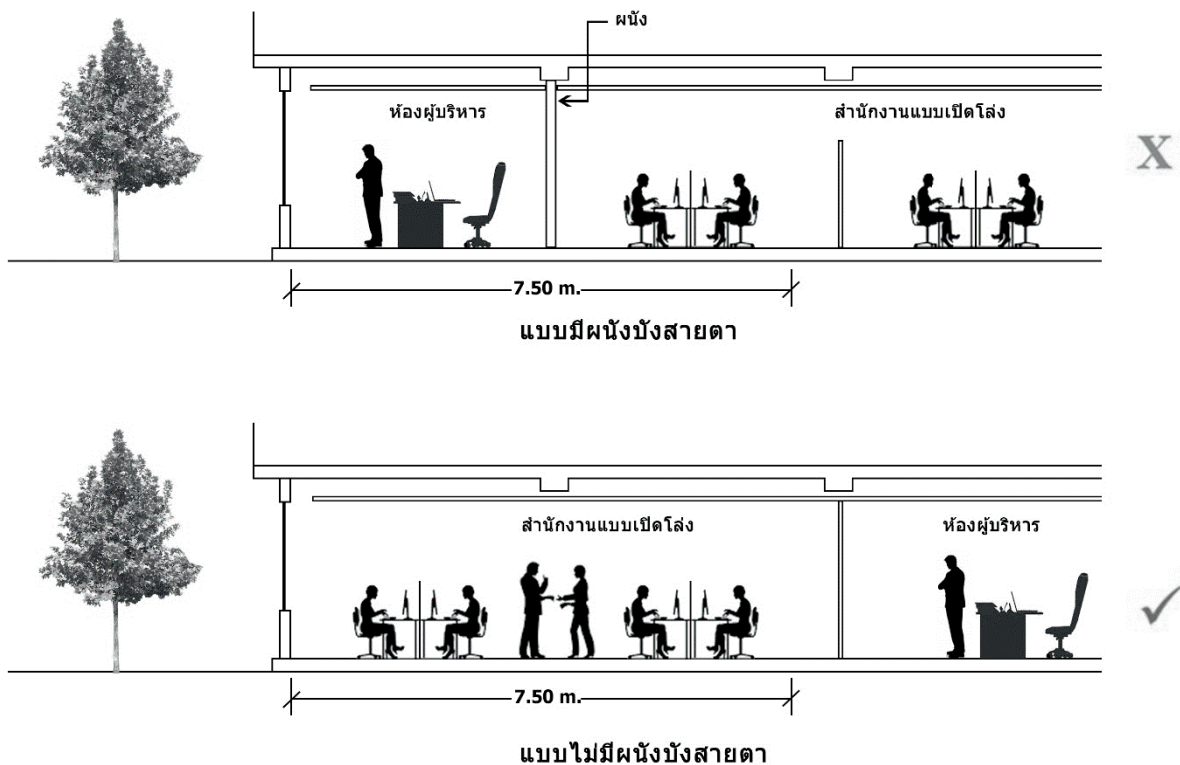 ผนัง
ห้องผู้บริหาร
สำนักงานแบบเปิดโล่ง
X
7.50 m.
แบบมีผนังบังสายตา
สำนักงานแบบเปิดโล่ง
ห้องผู้บริหาร
7.50 m.
แบบไม่มีผนังบังสายตา